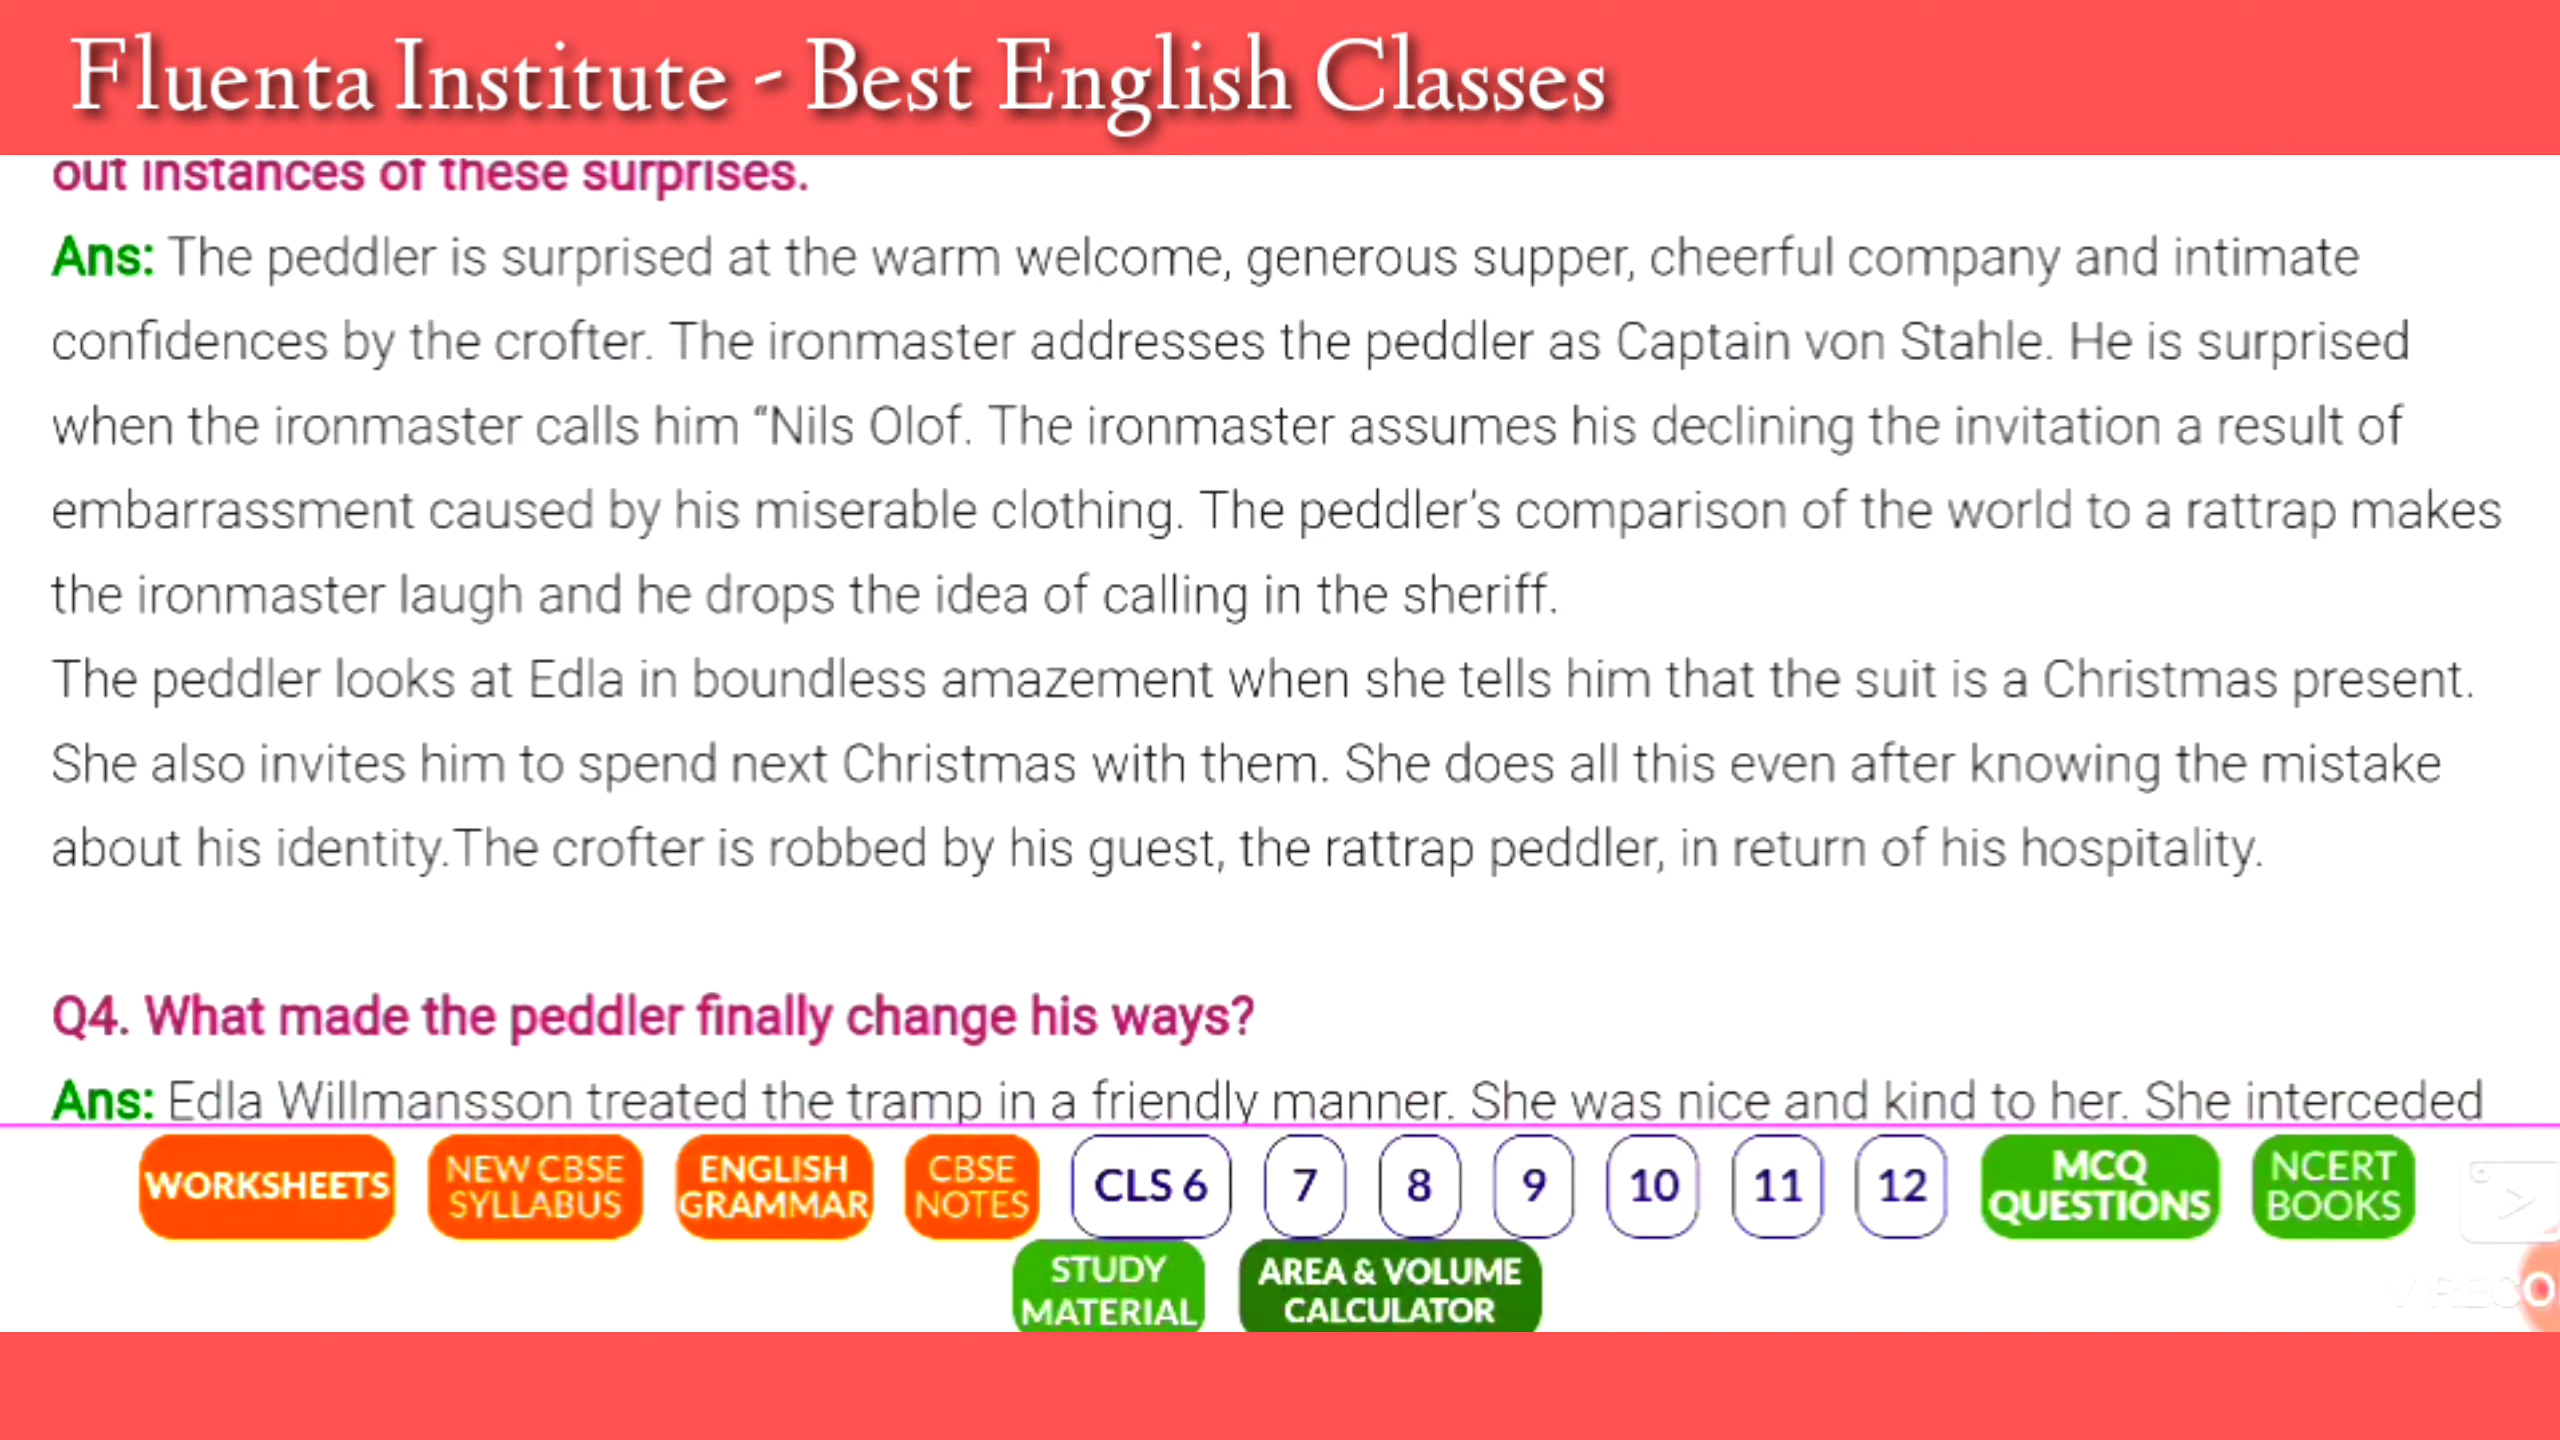 Fluenta Institute - Best English Classes
out instances of these surprises.
Ans: The peddler is surprised at the warm welcome, generous supper, cheerful company and intimate
confidences by the crofter. The ironmaster addresses the peddler as Captain von Stahle. He is surprised
when the ironmaster calls him “Nils Olof. The ironmaster assumes his declining the invitation a result of
embarrassment caused by his miserable clothing. The peddler's comparison of the world to a rattrap makes
the ironmaster laugh and he drops the idea of calling in the sheriff.
The peddler looks at Edla in boundless amazement when she tells him that the suit is a Christmas present.
She also invites him to spend next Christmas with them. She does all this even after knowing the mistake
about his identity.The crofter is robbed by his guest, the rattrap peddler, in return of his hospitality.
Q4. What made the peddler finally change his ways?
Ans: Edla Willmansson treated the tramp in a friendly manner. She was nice and kind to her. She interceded
WORKSHEETS NEW CBSE SYLLABUS ENGLISH GRAMMAR CBSE NOTES CLS 6 7 8 9 10 11 12 MCQ QUESTIONS NCERT BOOKS
STUDY MATERIAL AREA & VOLUME CALCULATOR